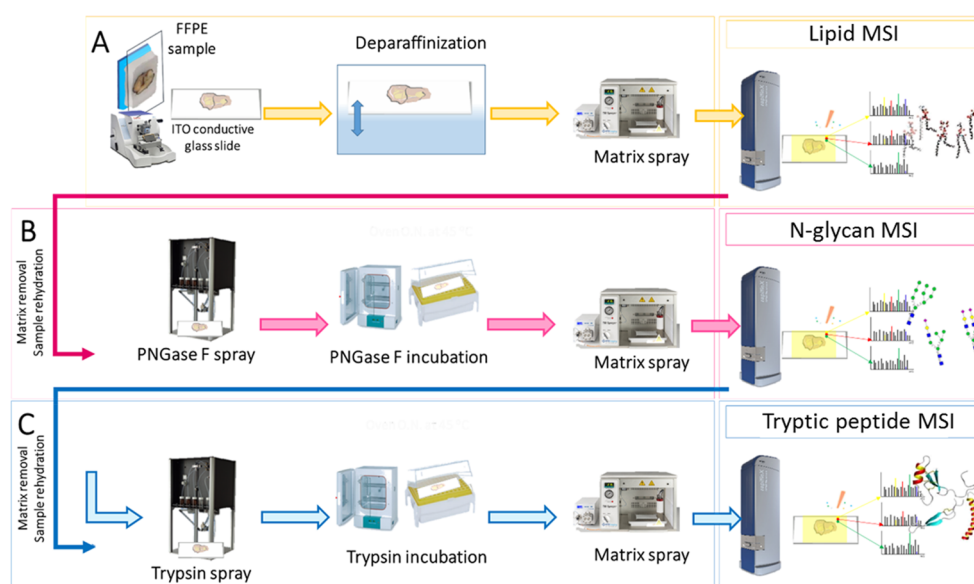 A
FFPE
sample
ITO conductive
glass slide
Deparaffinization
Matrix spray
Lipid MSI
B
Matrix removal
Sample rehydration
PNGase F spray
PNGase F incubation
Matrix spray
N-glycan MSI
C
Matrix removal
Sample rehydration
Trypsin spray
Trypsin incubation
Matrix spray
Tryptic peptide MSI